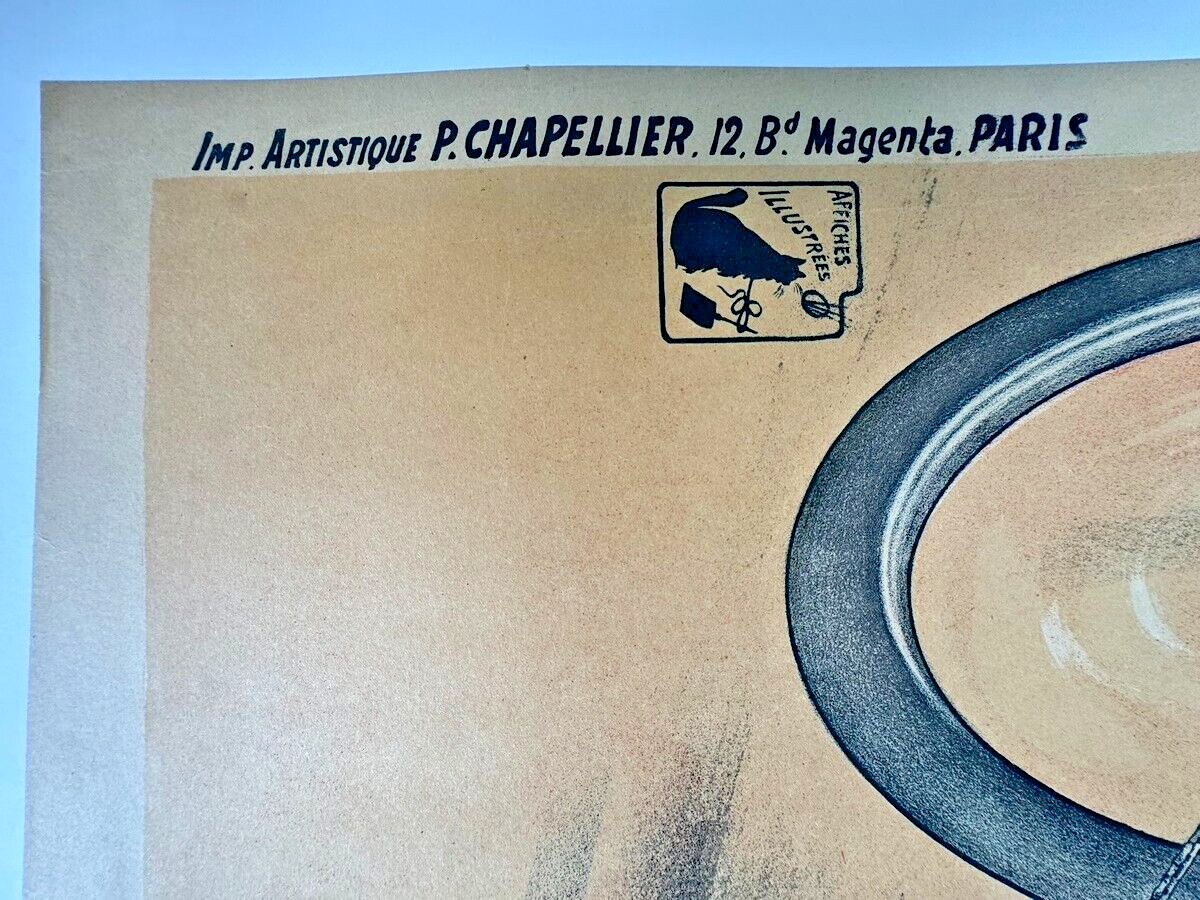 IMP. ARTISTIQUE P. CHAPELLIER, 12, Bd. Magenta. PARIS
AFFICHES
ILLUSTRÉES